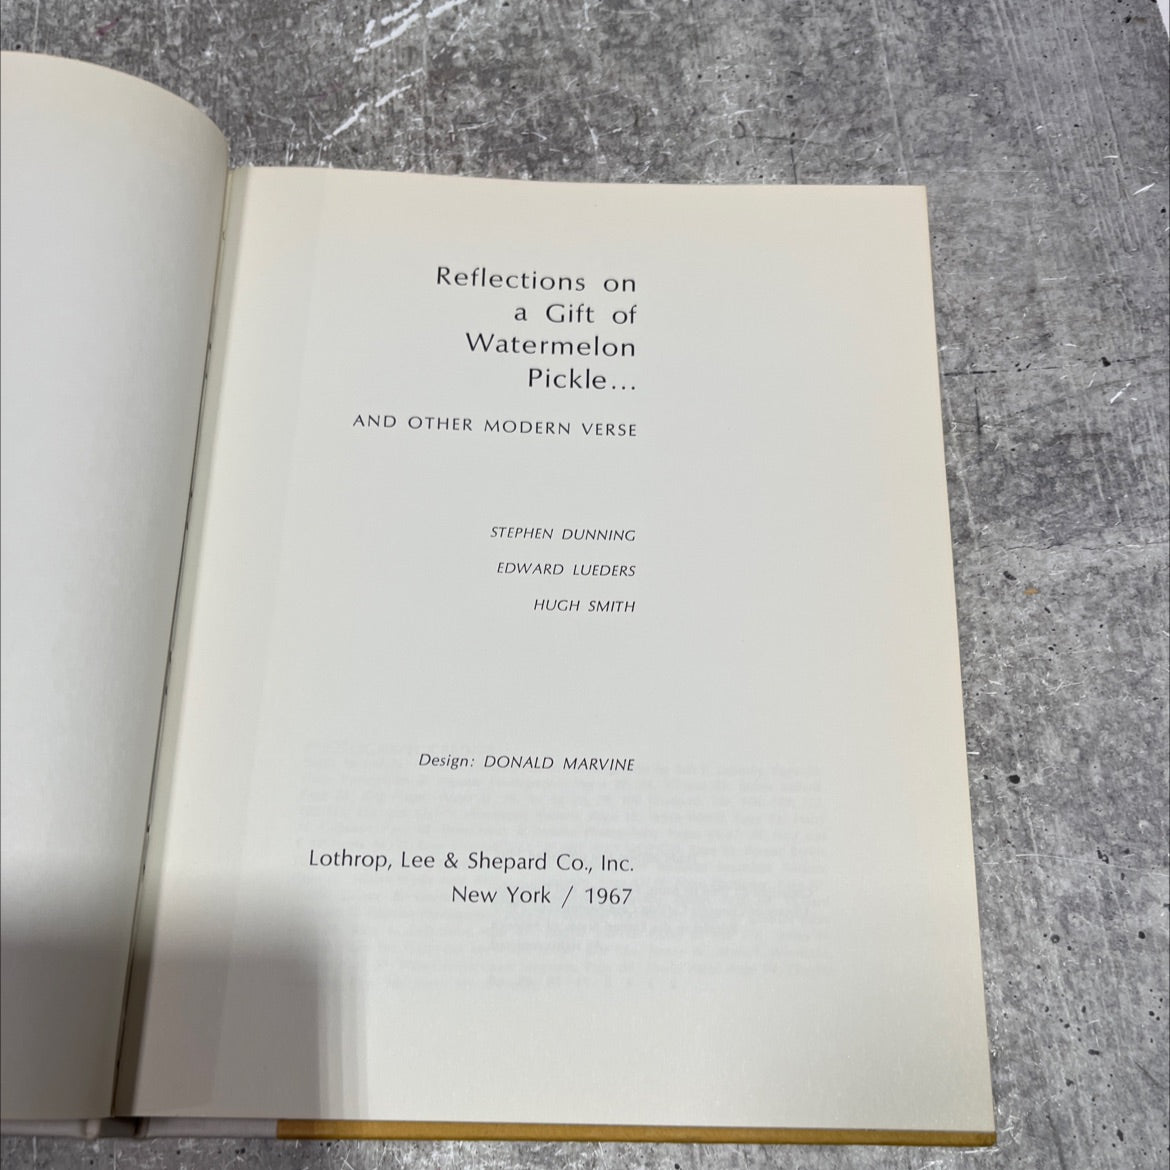 Reflections on
a Gift of
Watermelon
Pickle...
AND OTHER MODERN VERSE
STEPHEN DUNNING
EDWARD LUEDERS
HUGH SMITH
Design: DONALD MARVINE
Lothrop, Lee & Shepard Co., Inc.
New York / 1967